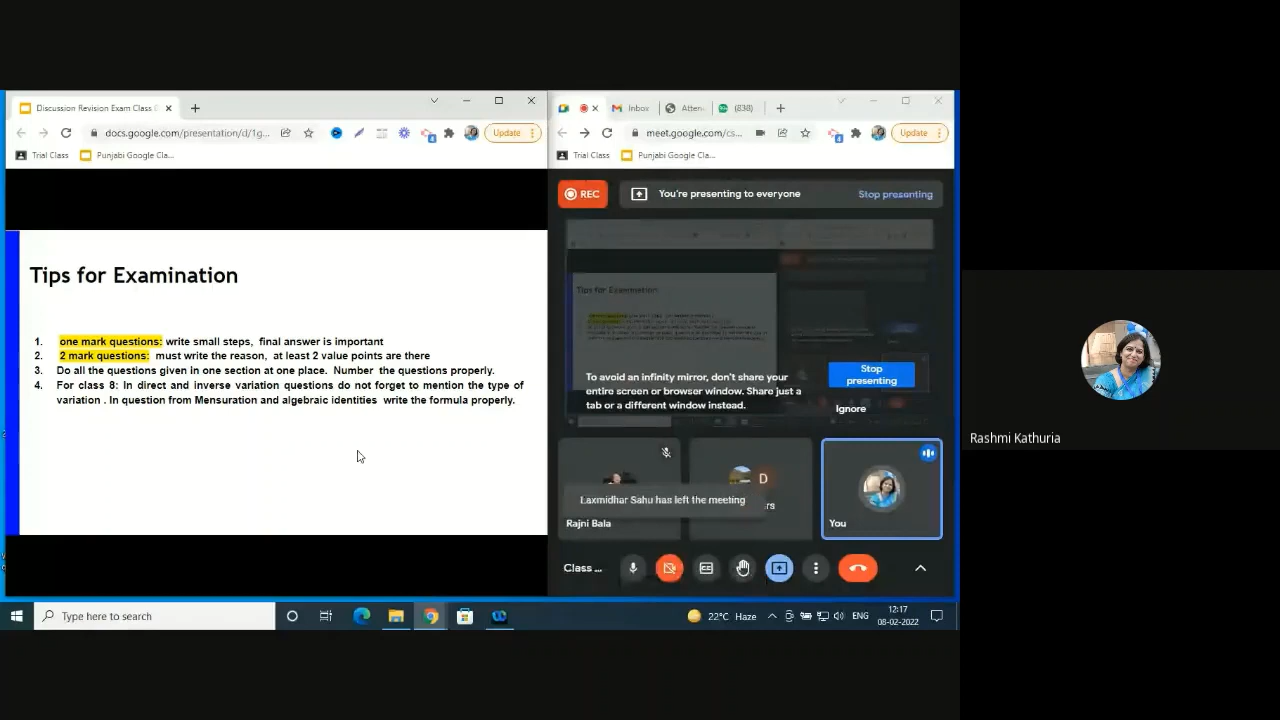 Discussion Revision Exam Class
docs.google.com/presentation/d/1g...
Update
Trial Class
Punjabi Google Cla...
Tips for Examination
1. one mark questions: write small steps, final answer is important
2. 2 mark questions: must write the reason, at least 2 value points are there
3. Do all the questions given in one section at one place. Number the questions properly.
4. For class 8: In direct and inverse variation questions do not forget to mention the type of
variation . In question from Mensuration and algebraic identities write the formula properly.
Inbox
Atten
(838)
meet.google.com/cs...
Update
Trial Class
Punjabi Google Cla...
REC
You're presenting to everyone
Stop presenting
Tips for Examination
To avoid an infinity mirror, don't share your
entire screen or browser window. Share just a
tab or a different window instead.
Stop
presenting
Ignore
D
Laxmidhar Sahu has left the meeting
rs
Rajni Bala
You
Class ...
Type here to search
22°C Haze
ENG
12:17
08-02-2022
Rashmi Kathuria